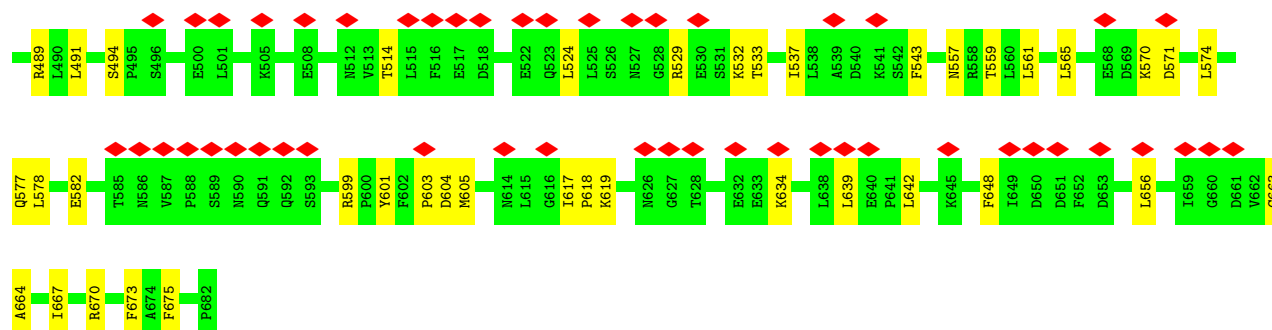 R489 L490 L491 S494 P495 S496 E500 L501 K505 E508 N512 V513 T514 L515 F516 E517 D518 E522 Q523 L524 L525 S526 N527 G528 R529 E530 S531 K532 T533 I537 L538 A539 D540 K541 S542 F543 N557 R558 T559 L560 L561 L565 E568 D569 K570 D571 L574
Q577 L578 E582 T585 N586 V587 P588 S589 N590 Q591 Q592 S593 R599 P600 Y601 F602 P603 D604 M605 N614 L615 G616 I617 P618 K619 N626 G627 T628 E632 E633 K634 L638 L639 E640 P641 L642 K645 F648 I649 D650 D651 F652 D653 L656 I659 G660 D661 V662
A664 I667 R670 F673 A674 F675 P682